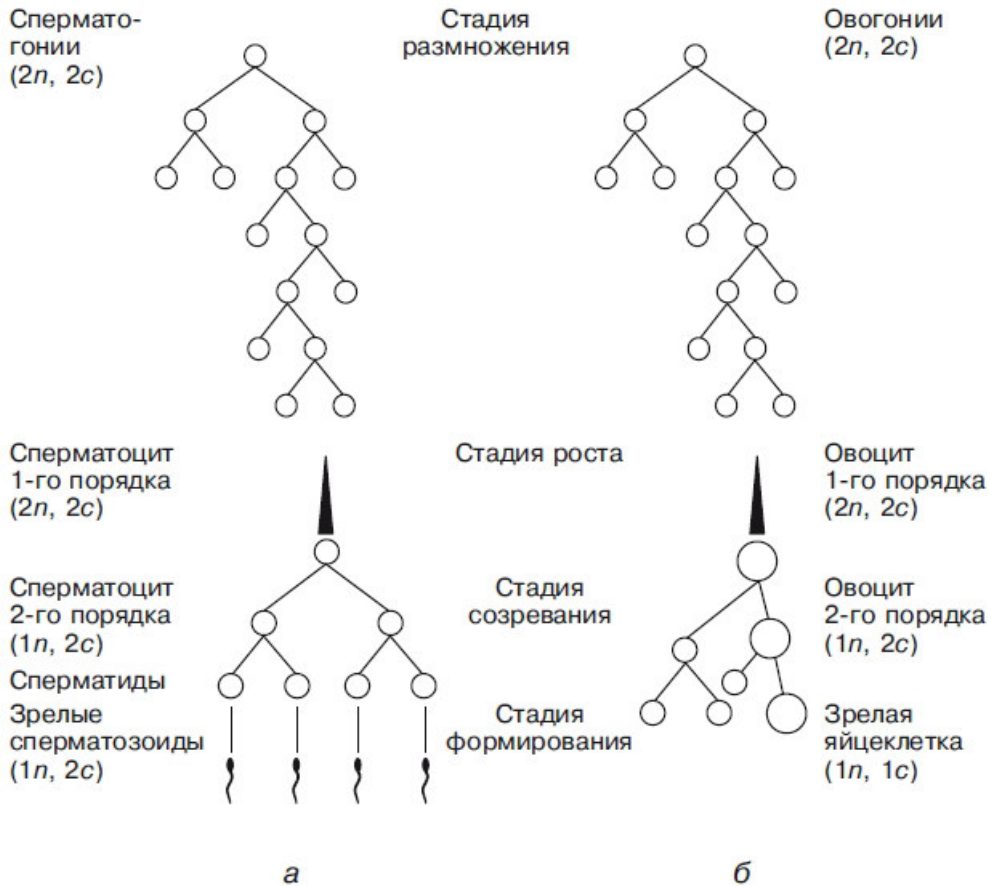 Спермато-
гонии
(2n, 2c)
Стадия
размножения
Овогонии
(2n, 2c)
Сперматоцит
1-го порядка
(2n, 2c)
Стадия роста
Овоцит
1-го порядка
(2n, 2c)
Сперматоцит
2-го порядка
(1n, 2c)
Стадия
созревания
Овоцит
2-го порядка
(1n, 2c)
Сперматиды
Зрелые
сперматозоиды
(1n, 2c)
Стадия
формирования
Зрелая
яйцеклетка
(1n, 1c)
а
б